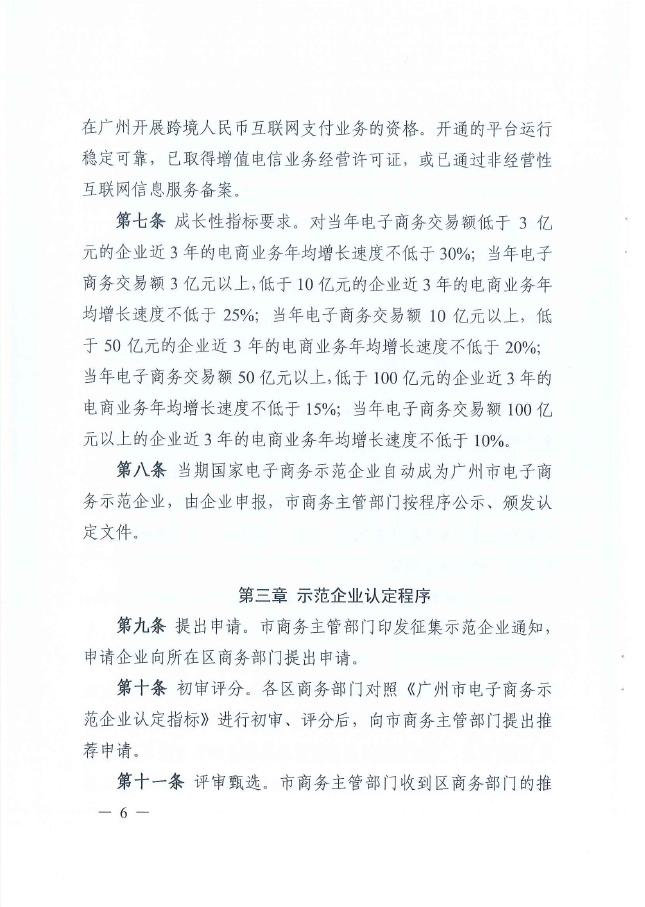 在广州开展跨境人民币互联网支付业务的资格。开通的平台运行
稳定可靠，已取得增值电信业务经营许可证，或已通过非经营性
互联网信息服务备案。
第七条 成长性指标要求。对当年电子商务交易额低于 3 亿
元的企业近 3 年的电商业务年均增长速度不低于 30%；当年电子
商务交易额 3 亿元以上,低于 10 亿元的企业近 3 年的电商业务年
均增长速度不低于 25%；当年电子商务交易额 10 亿元以上，低
于 50 亿元的企业近 3 年的电商业务年均增长速度不低于 20%；
当年电子商务交易额 50 亿元以上,低于 100 亿元的企业近 3 年的
电商业务年均增长速度不低于 15%；当年电子商务交易额 100 亿
元以上的企业近 3 年的电商业务年均增长速度不低于 10%。
第八条 当期国家电子商务示范企业自动成为广州市电子商
务示范企业，由企业申报，市商务主管部门按程序公示、颁发认
定文件。
第三章 示范企业认定程序
第九条 提出申请。市商务主管部门印发征集示范企业通知，
申请企业向所在区商务部门提出申请。
第十条 初审评分。各区商务部门对照《广州市电子商务示
范企业认定指标》进行初审、评分后，向市商务主管部门提出推
荐申请。
第十一条 评审甄选。市商务主管部门收到区商务部门的推
— 6 —